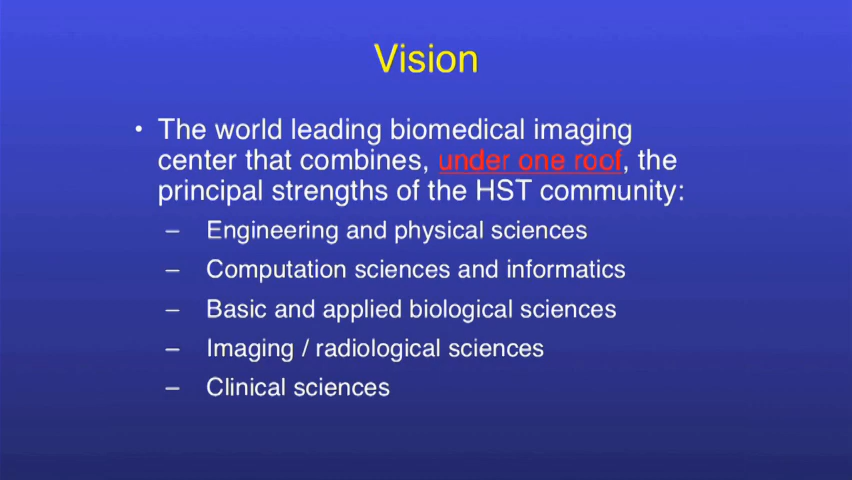 Vision
• The world leading biomedical imaging
center that combines, under one roof, the
principal strengths of the HST community:
– Engineering and physical sciences
– Computation sciences and informatics
– Basic and applied biological sciences
– Imaging / radiological sciences
– Clinical sciences